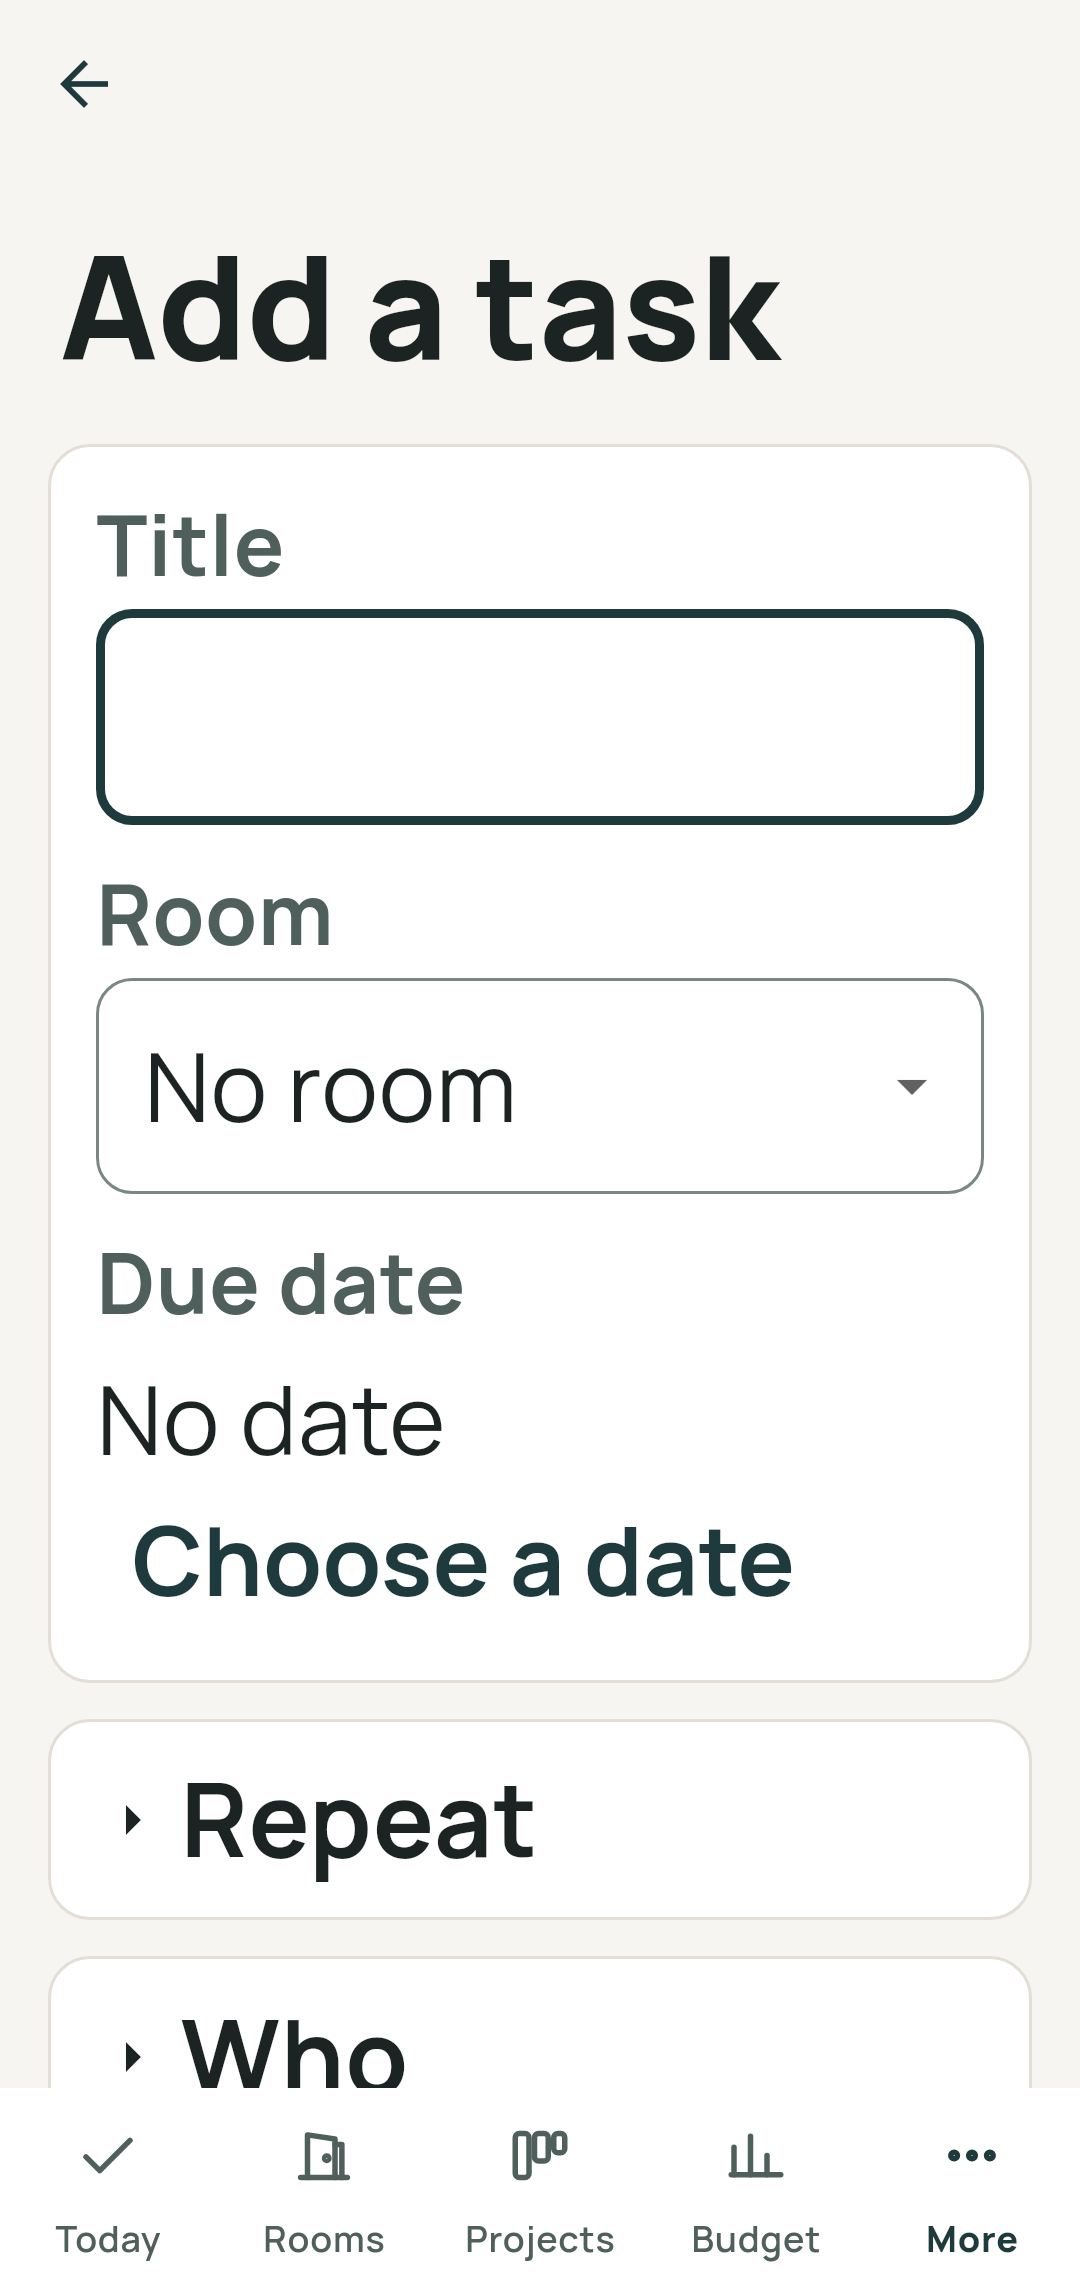 Add a task
Title
Room
No room
Due date
No date
Choose a date
Repeat
Who
Today
Rooms
Projects
Budget
More